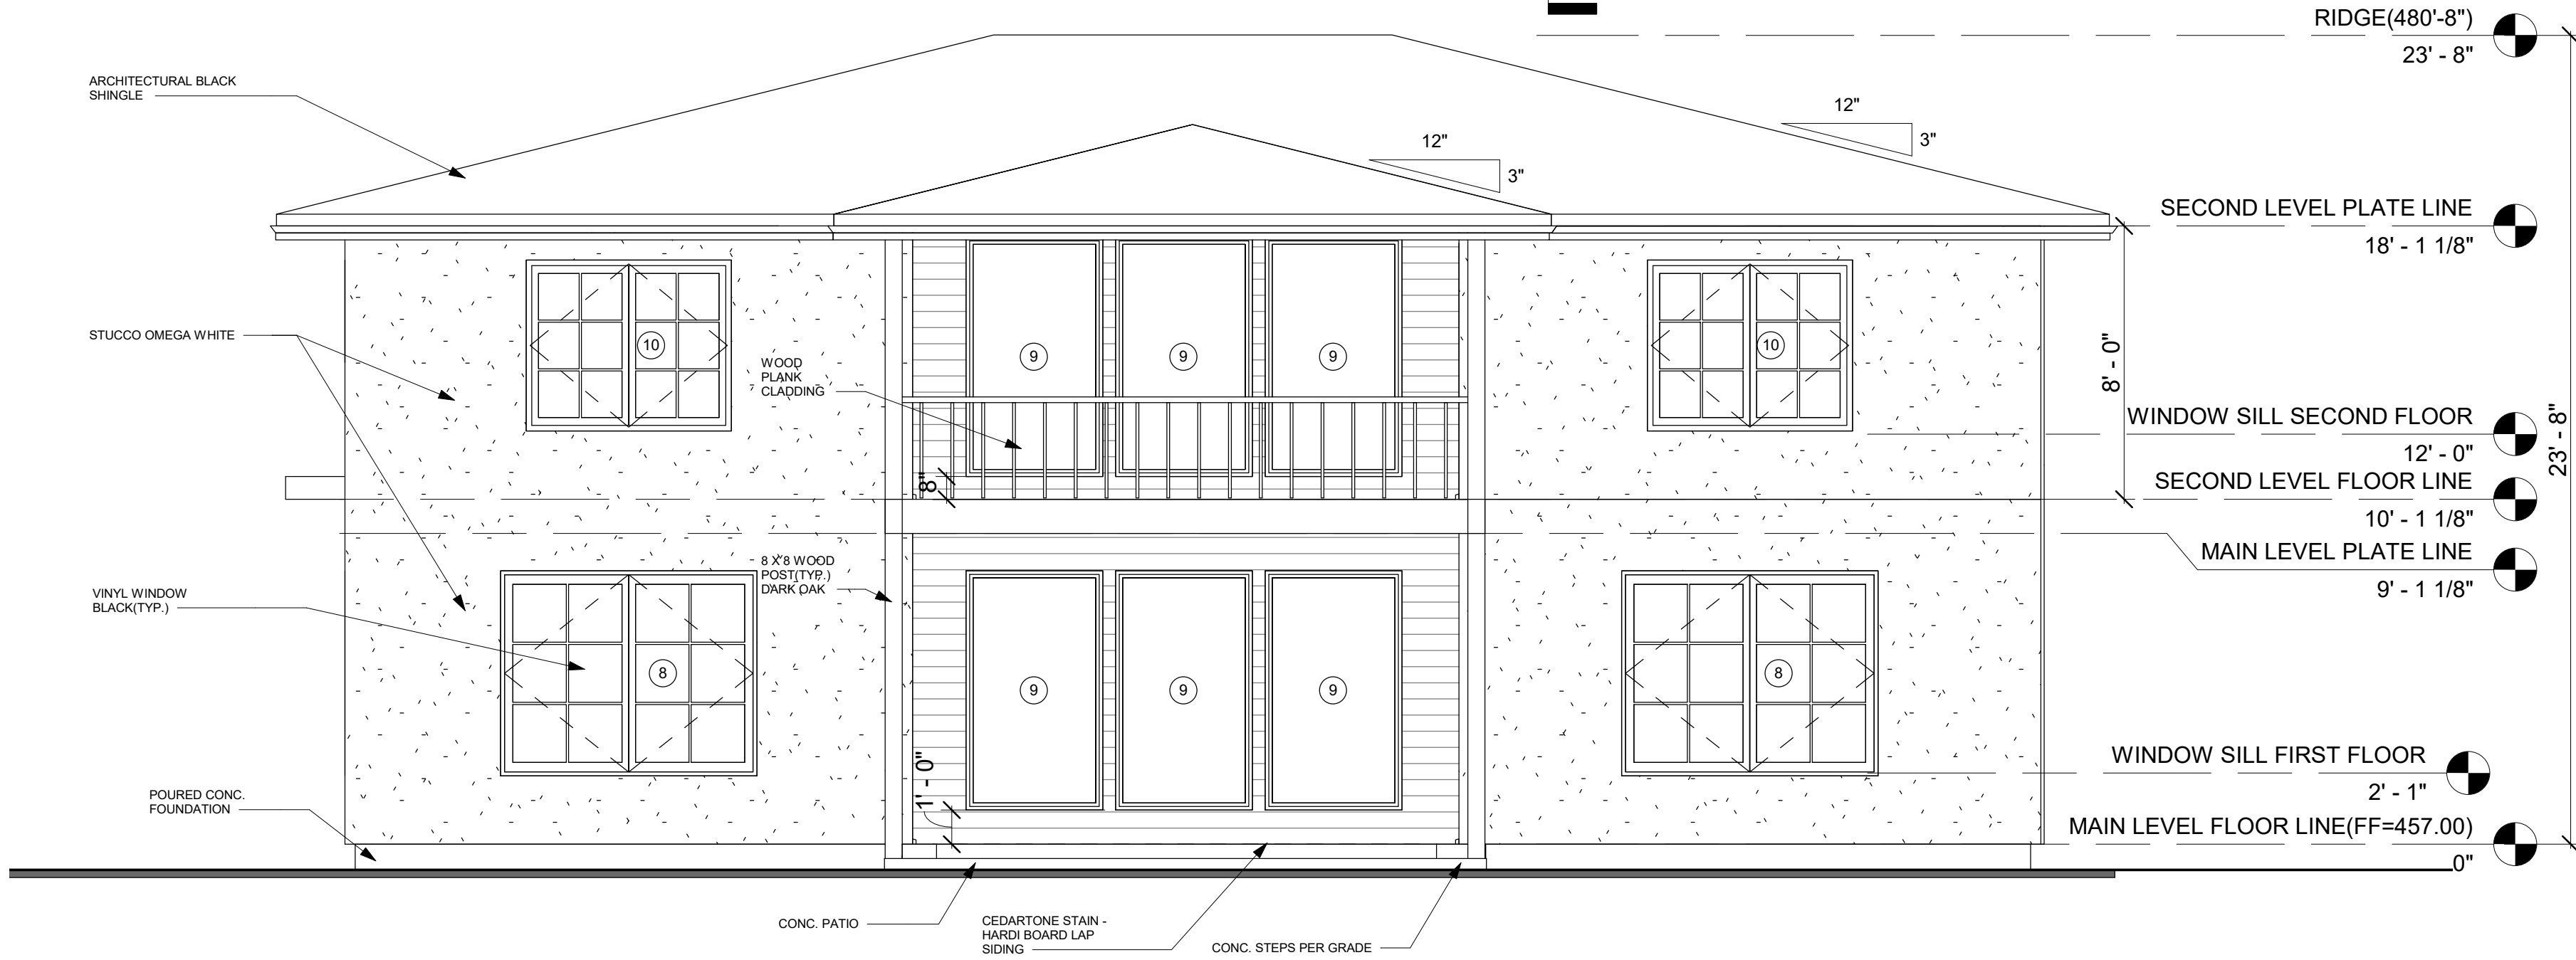 RIDGE(480'-8")
23' - 8"
ARCHITECTURAL BLACK
SHINGLE
12"
3"
12"
3"
SECOND LEVEL PLATE LINE
18' - 1 1/8"
STUCCO OMEGA WHITE
10
9
9
9
10
WOOD
PLANK
CLADDING
8' - 0"
23' - 8"
WINDOW SILL SECOND FLOOR
12' - 0"
8"
SECOND LEVEL FLOOR LINE
10' - 1 1/8"
MAIN LEVEL PLATE LINE
9' - 1 1/8"
8 X 8 WOOD
POST(TYP.)
DARK OAK
VINYL WINDOW
BLACK(TYP.)
8
9
9
9
8
1' - 0"
WINDOW SILL FIRST FLOOR
2' - 1"
POURED CONC.
FOUNDATION
MAIN LEVEL FLOOR LINE(FF=457.00)
0"
CONC. PATIO
CEDARTONE STAIN -
HARDI BOARD LAP
SIDING
CONC. STEPS PER GRADE